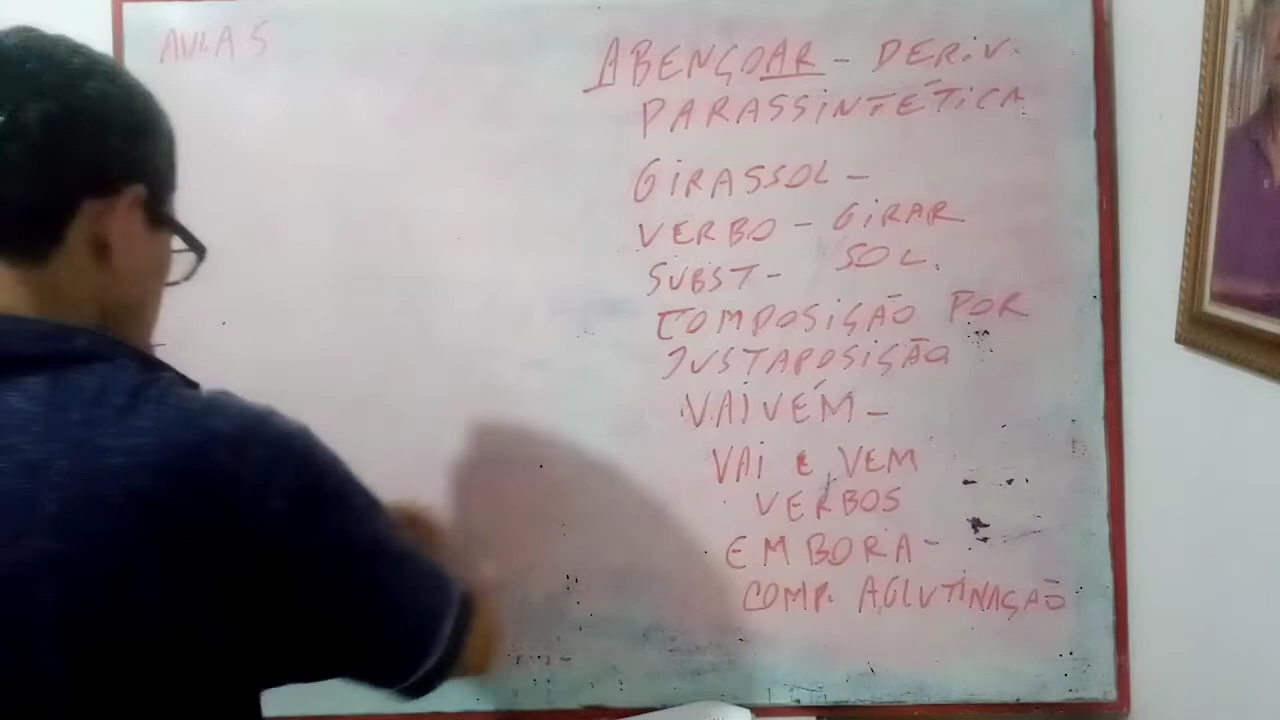 AULA 5
ABENÇOAR - DERIV.
PARASSINTÉTICA
GIRASSOL -
VERBO - GIRAR
SUBST - SOL.
COMPOSIÇÃO POR
JUSTAPOSIÇÃO
VAIVÉM -
VAI E VEM
VERBOS
EMBORA -
COMP. AGLUTINAÇÃO